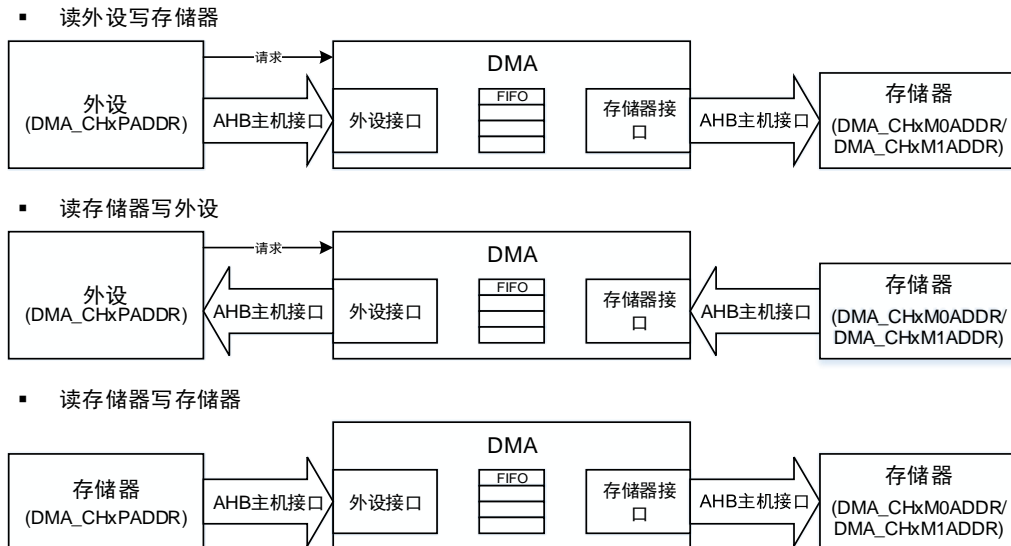 ▪ 读外设写存储器
请求
DMA
外设
(DMA_CHxPADDR)
AHB主机接口
外设接口
FIFO
存储器接
口
AHB主机接口
存储器
(DMA_CHxM0ADDR/
DMA_CHxM1ADDR)
▪ 读存储器写外设
请求
DMA
外设
(DMA_CHxPADDR)
AHB主机接口
外设接口
FIFO
存储器接
口
AHB主机接口
存储器
(DMA_CHxM0ADDR/
DMA_CHxM1ADDR)
▪ 读存储器写存储器
DMA
存储器
(DMA_CHxPADDR)
AHB主机接口
外设接口
FIFO
存储器接
口
AHB主机接口
存储器
(DMA_CHxM0ADDR/
DMA_CHxM1ADDR)